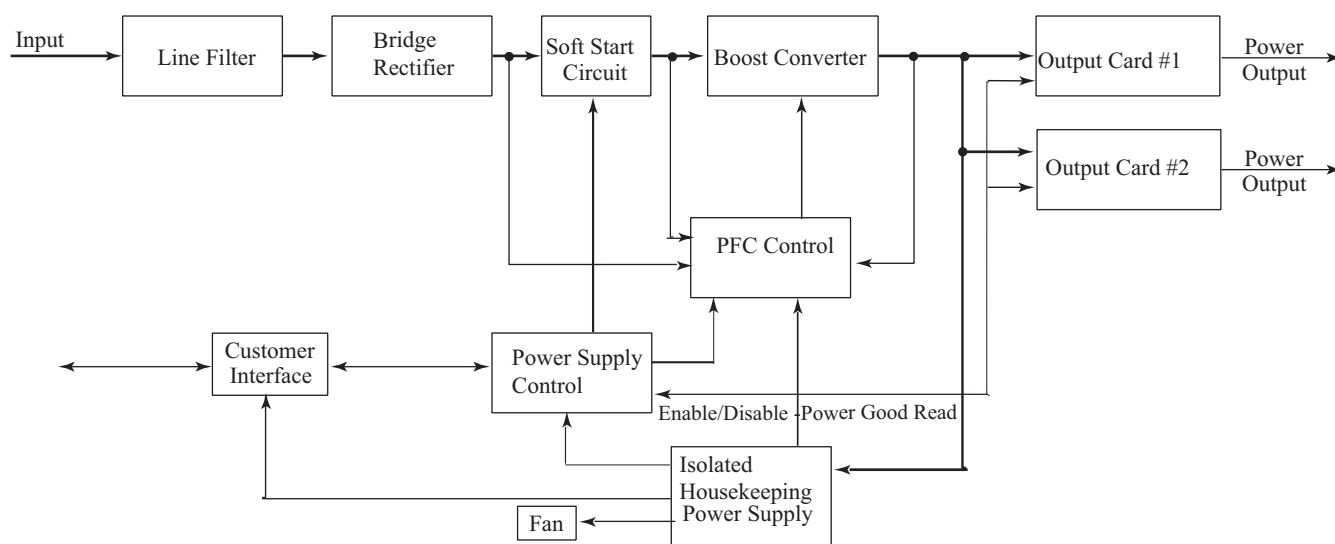 Input
Line Filter
Bridge
Rectifier
Soft Start
Circuit
Boost Converter
Output Card #1
Power
Output
Output Card #2
Power
Output
PFC Control
Customer
Interface
Power Supply
Control
Enable/Disable -Power Good Read
Isolated
Housekeeping
Power Supply
Fan